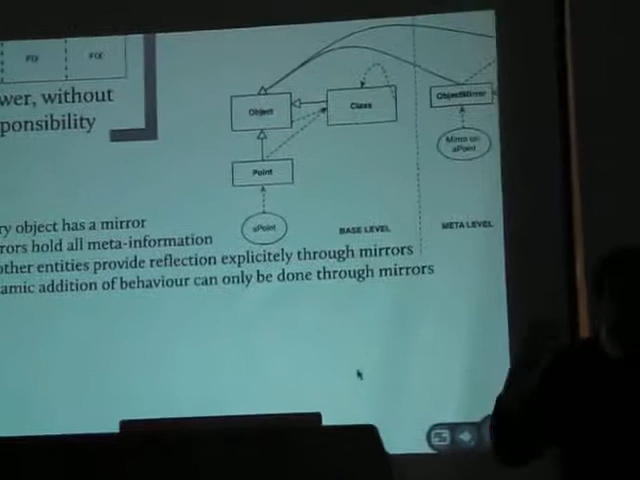 F(X
wer, without
ponsibility
Object
Class
ObjectMirror
Mirror on
aPoint
Point
aPoint
BASE LEVEL
META LEVEL
ry object has a mirror
rors hold all meta-information
other entities provide reflection explicitely through mirrors
amic addition of behaviour can only be done through mirrors